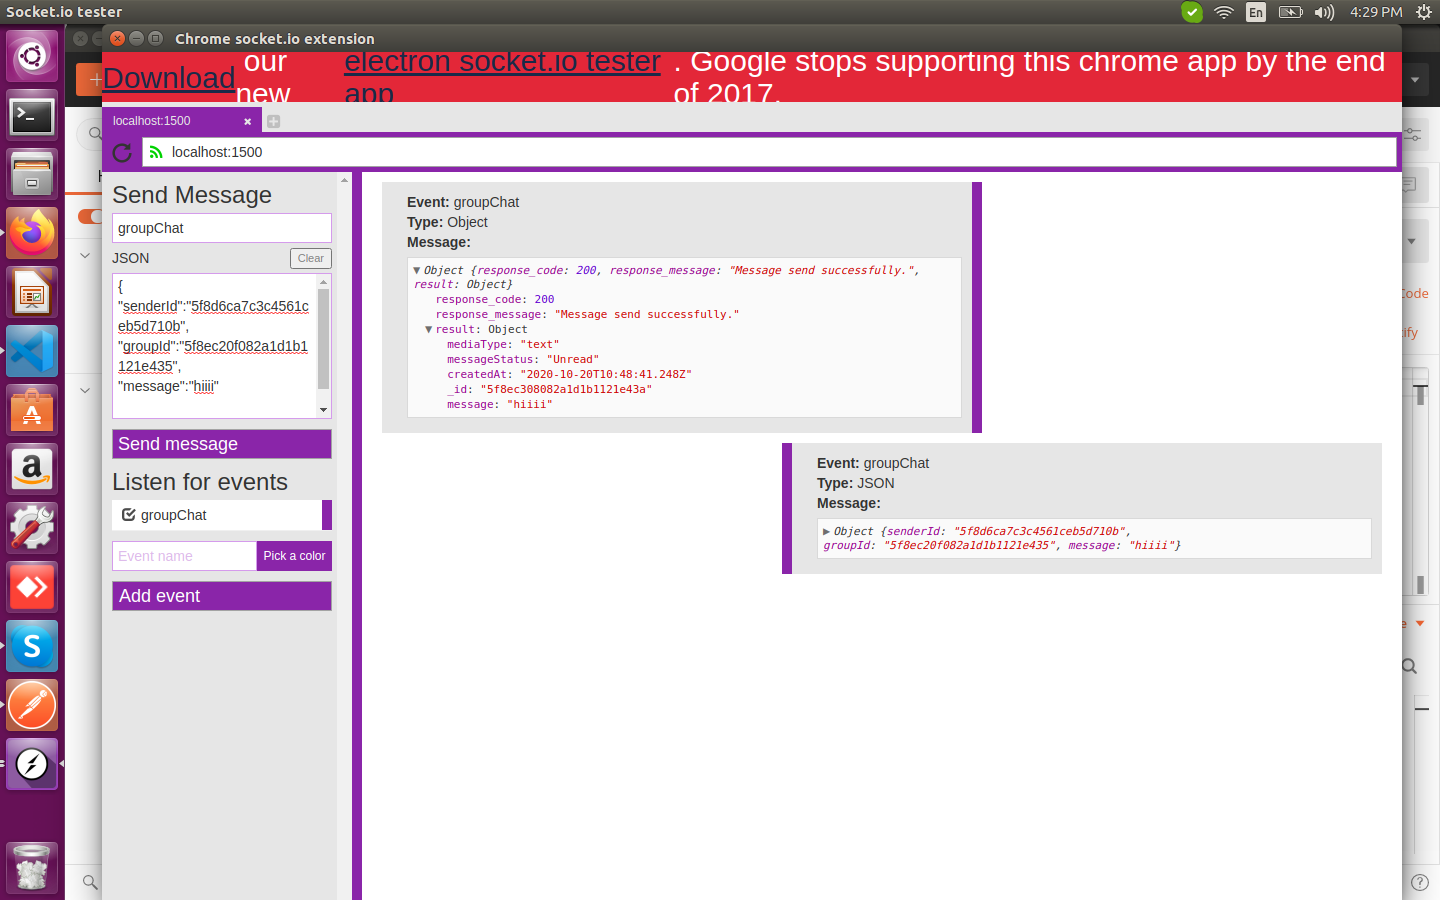 Socket.io tester
En
4:29 PM
Chrome socket.io extension
Download our new electron socket.io tester app. Google stops supporting this chrome app by the end of 2017.
localhost:1500
localhost:1500
Send Message
groupChat
JSON
Clear
{
"senderId":"5f8d6ca7c3c4561c
eb5d710b",
"groupId":"5f8ec20f082a1d1b1
121e435",
"message":"hiiii"
Send message
Listen for events
groupChat
Event name
Pick a color
Add event
Event: groupChat
Type: Object
Message:
▼Object {response_code: 200, response_message: "Message send successfully.",
result: Object}
response_code: 200
response_message: "Message send successfully."
▼result: Object
mediaType: "text"
messageStatus: "Unread"
createdAt: "2020-10-20T10:48:41.248Z"
_id: "5f8ec308082a1d1b1121e43a"
message: "hiiii"
Event: groupChat
Type: JSON
Message:
▶Object {senderId: "5f8d6ca7c3c4561ceb5d710b",
groupId: "5f8ec20f082a1d1b1121e435", message: "hiiii"}
Code